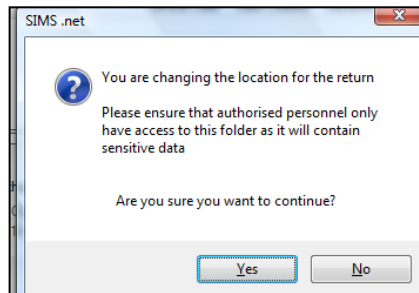 SIMS .net
You are changing the location for the return
Please ensure that authorised personnel only
have access to this folder as it will contain
sensitive data
Are you sure you want to continue?
Yes No